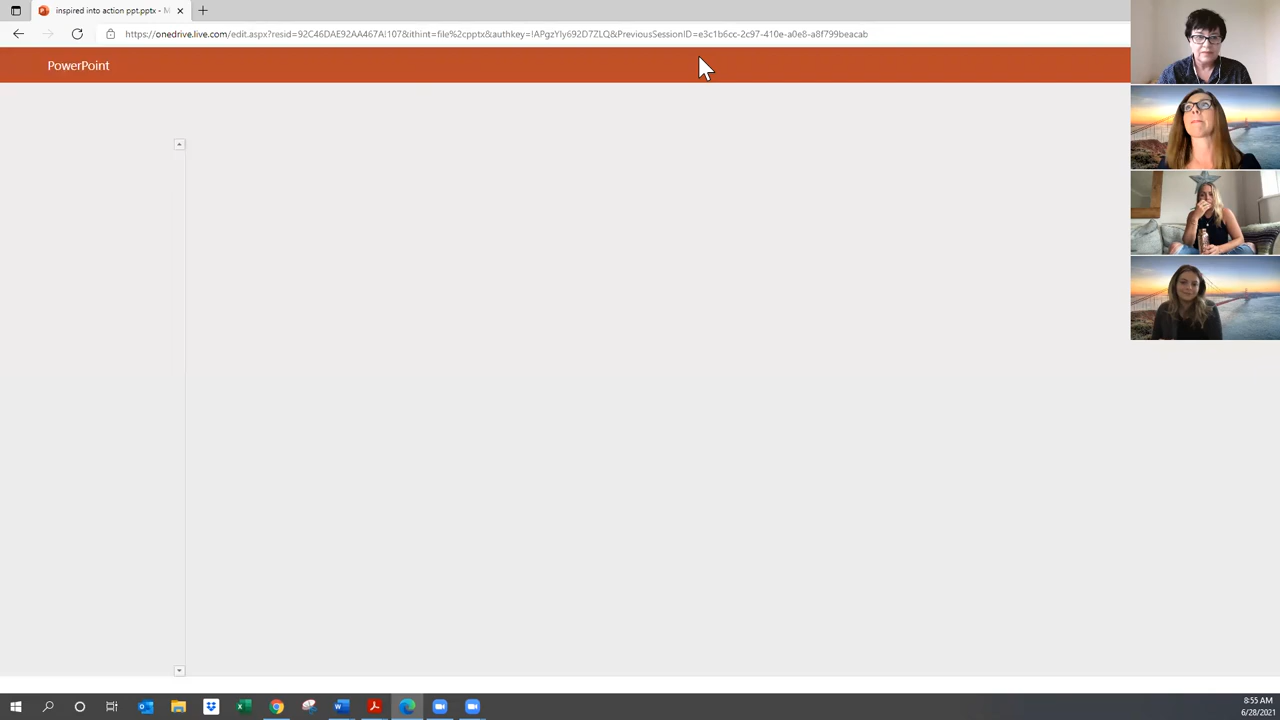 inspired into action ppt.pptx - M
https://onedrive.live.com/edit.aspx?resid=92C46DAE92AA467A!107&ithint=file%2cpptx&authkey=!APgzYly692D7ZLQ&PreviousSessionID=e3c1b6cc-2c97-410e-a0e8-a8f799beacab
PowerPoint
8:55 AM
6/28/2021